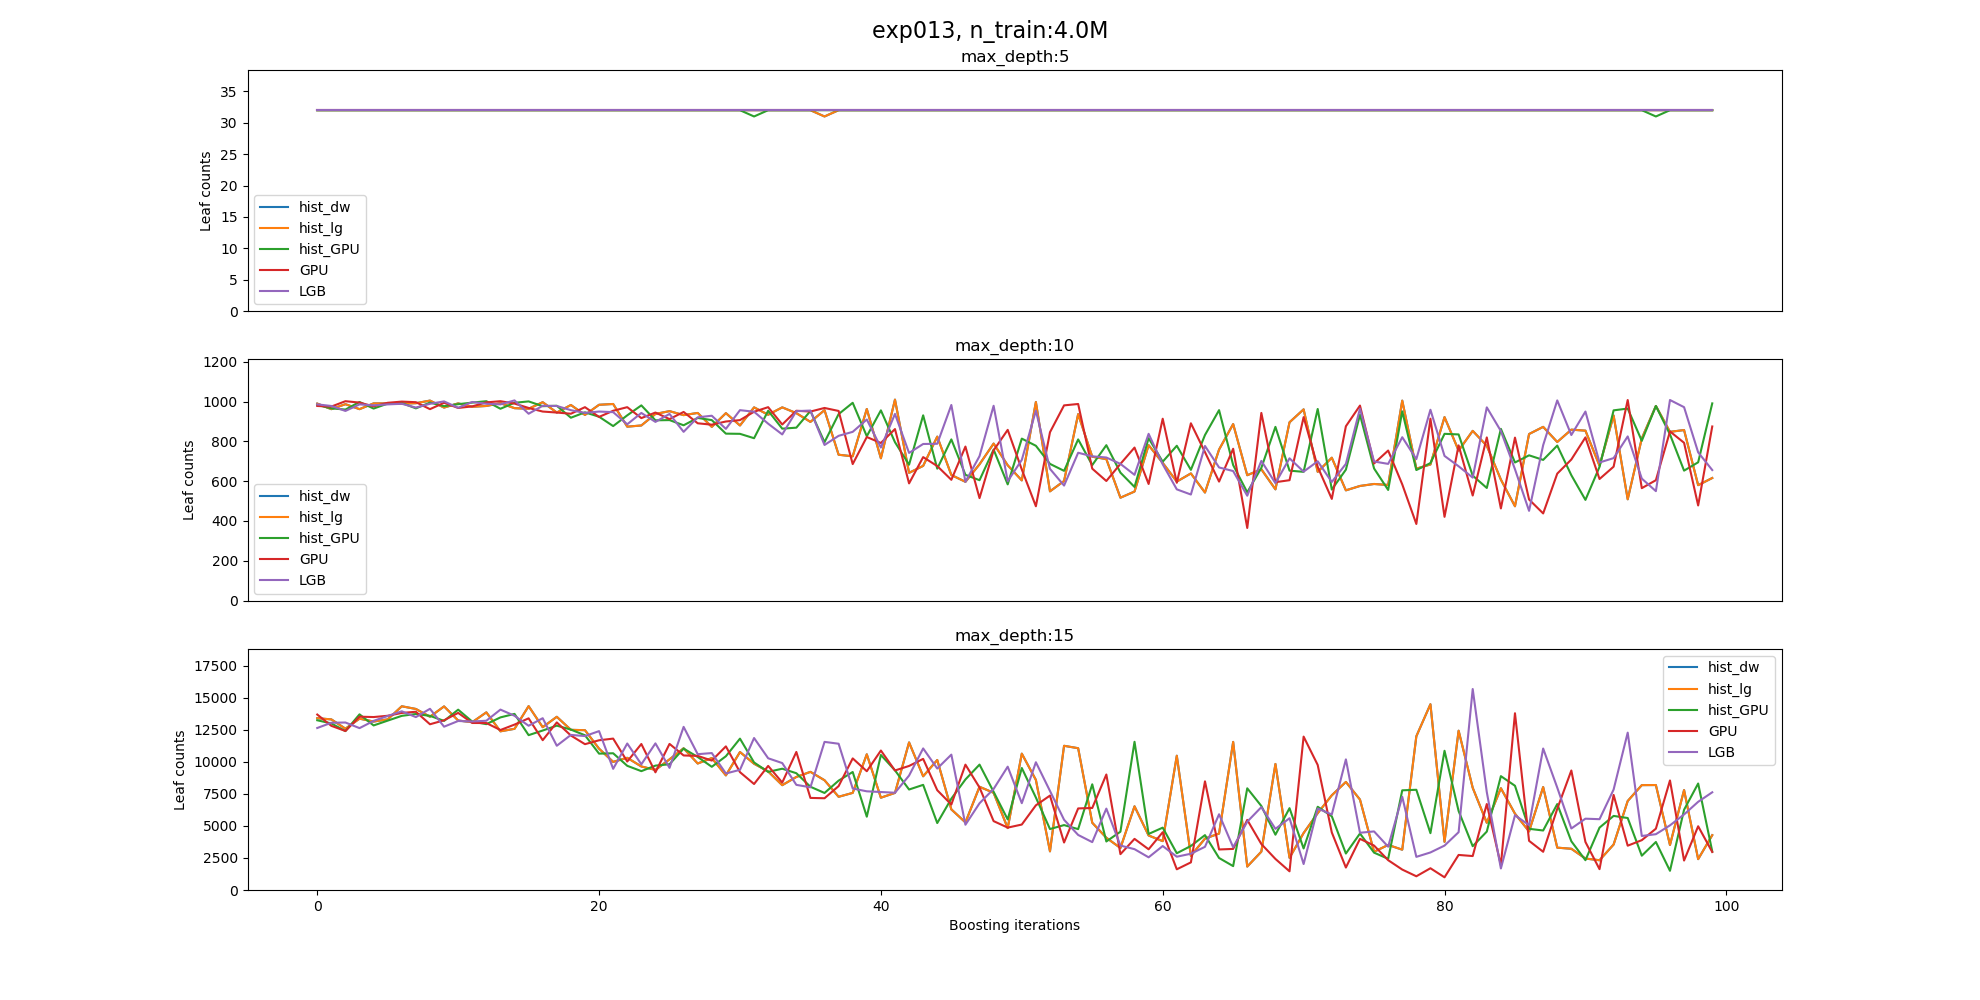 exp013, n_train:4.0M
max_depth:5
Leaf counts
35
30
25
20
15
10
5
0
hist_dw
hist_lg
hist_GPU
GPU
LGB
max_depth:10
Leaf counts
1200
1000
800
600
400
200
0
hist_dw
hist_lg
hist_GPU
GPU
LGB
max_depth:15
Leaf counts
17500
15000
12500
10000
7500
5000
2500
0
hist_dw
hist_lg
hist_GPU
GPU
LGB
0 20 40 60 80 100
Boosting iterations